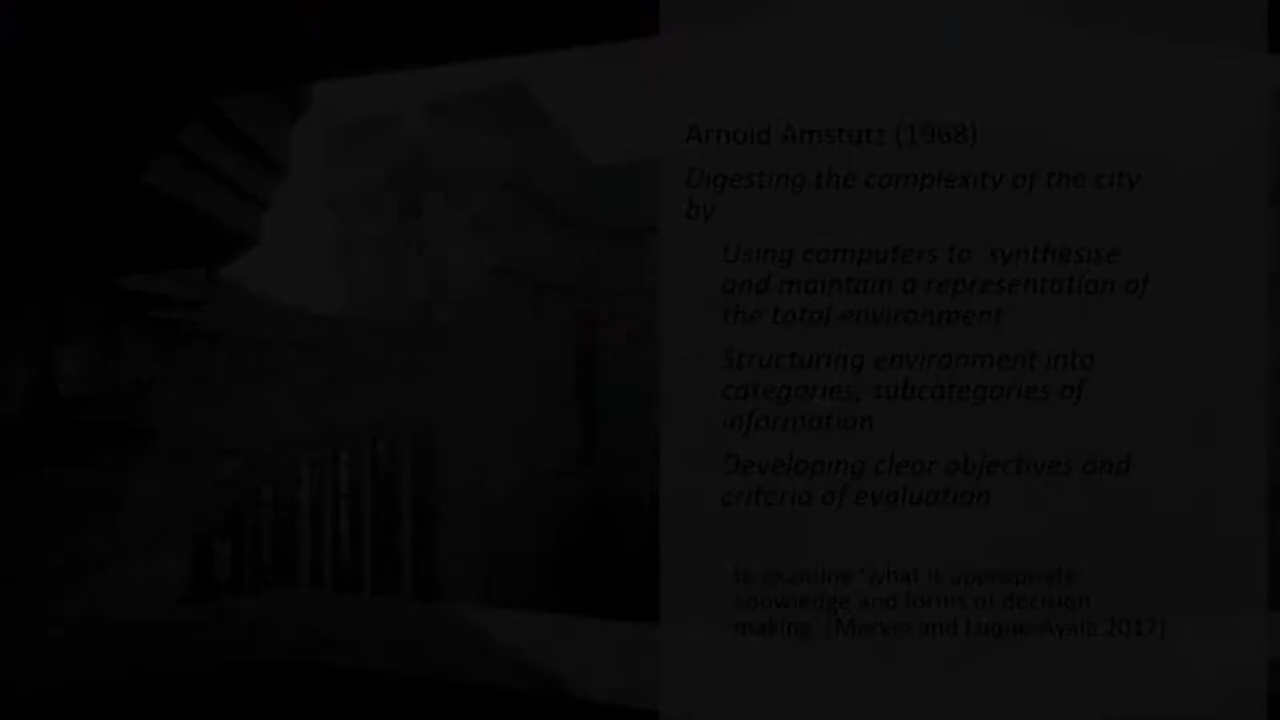 Arnold Amstutz (1968)
Digesting the complexity of the city
by
Using computers to 'synthesise
and maintain a representation of
the total environment'
Structuring environment into
categories, subcategories of
information
Developing clear objectives and
criteria of evaluation
to examine 'what is appropriate
knowledge and forms of decision
making' (Marvin and Luque-Ayala 2017)